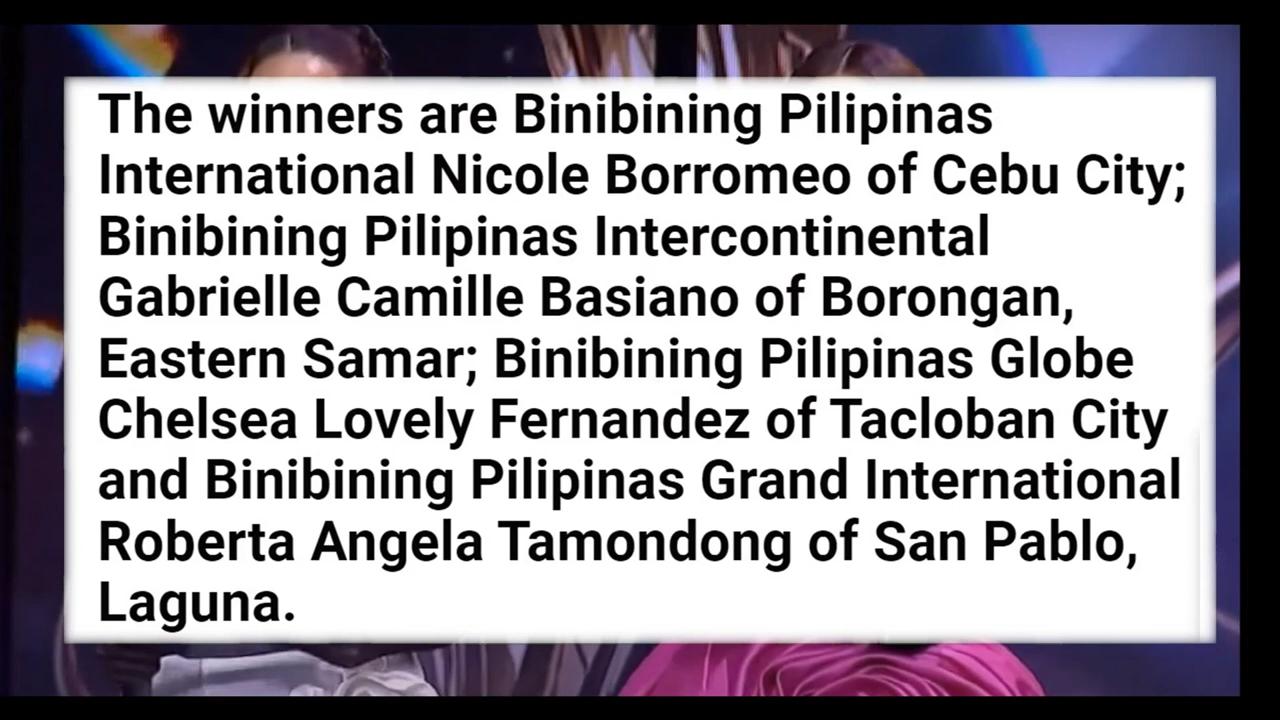 The winners are Binibining Pilipinas
International Nicole Borromeo of Cebu City;
Binibining Pilipinas Intercontinental
Gabrielle Camille Basiano of Borongan,
Eastern Samar; Binibining Pilipinas Globe
Chelsea Lovely Fernandez of Tacloban City
and Binibining Pilipinas Grand International
Roberta Angela Tamondong of San Pablo,
Laguna.